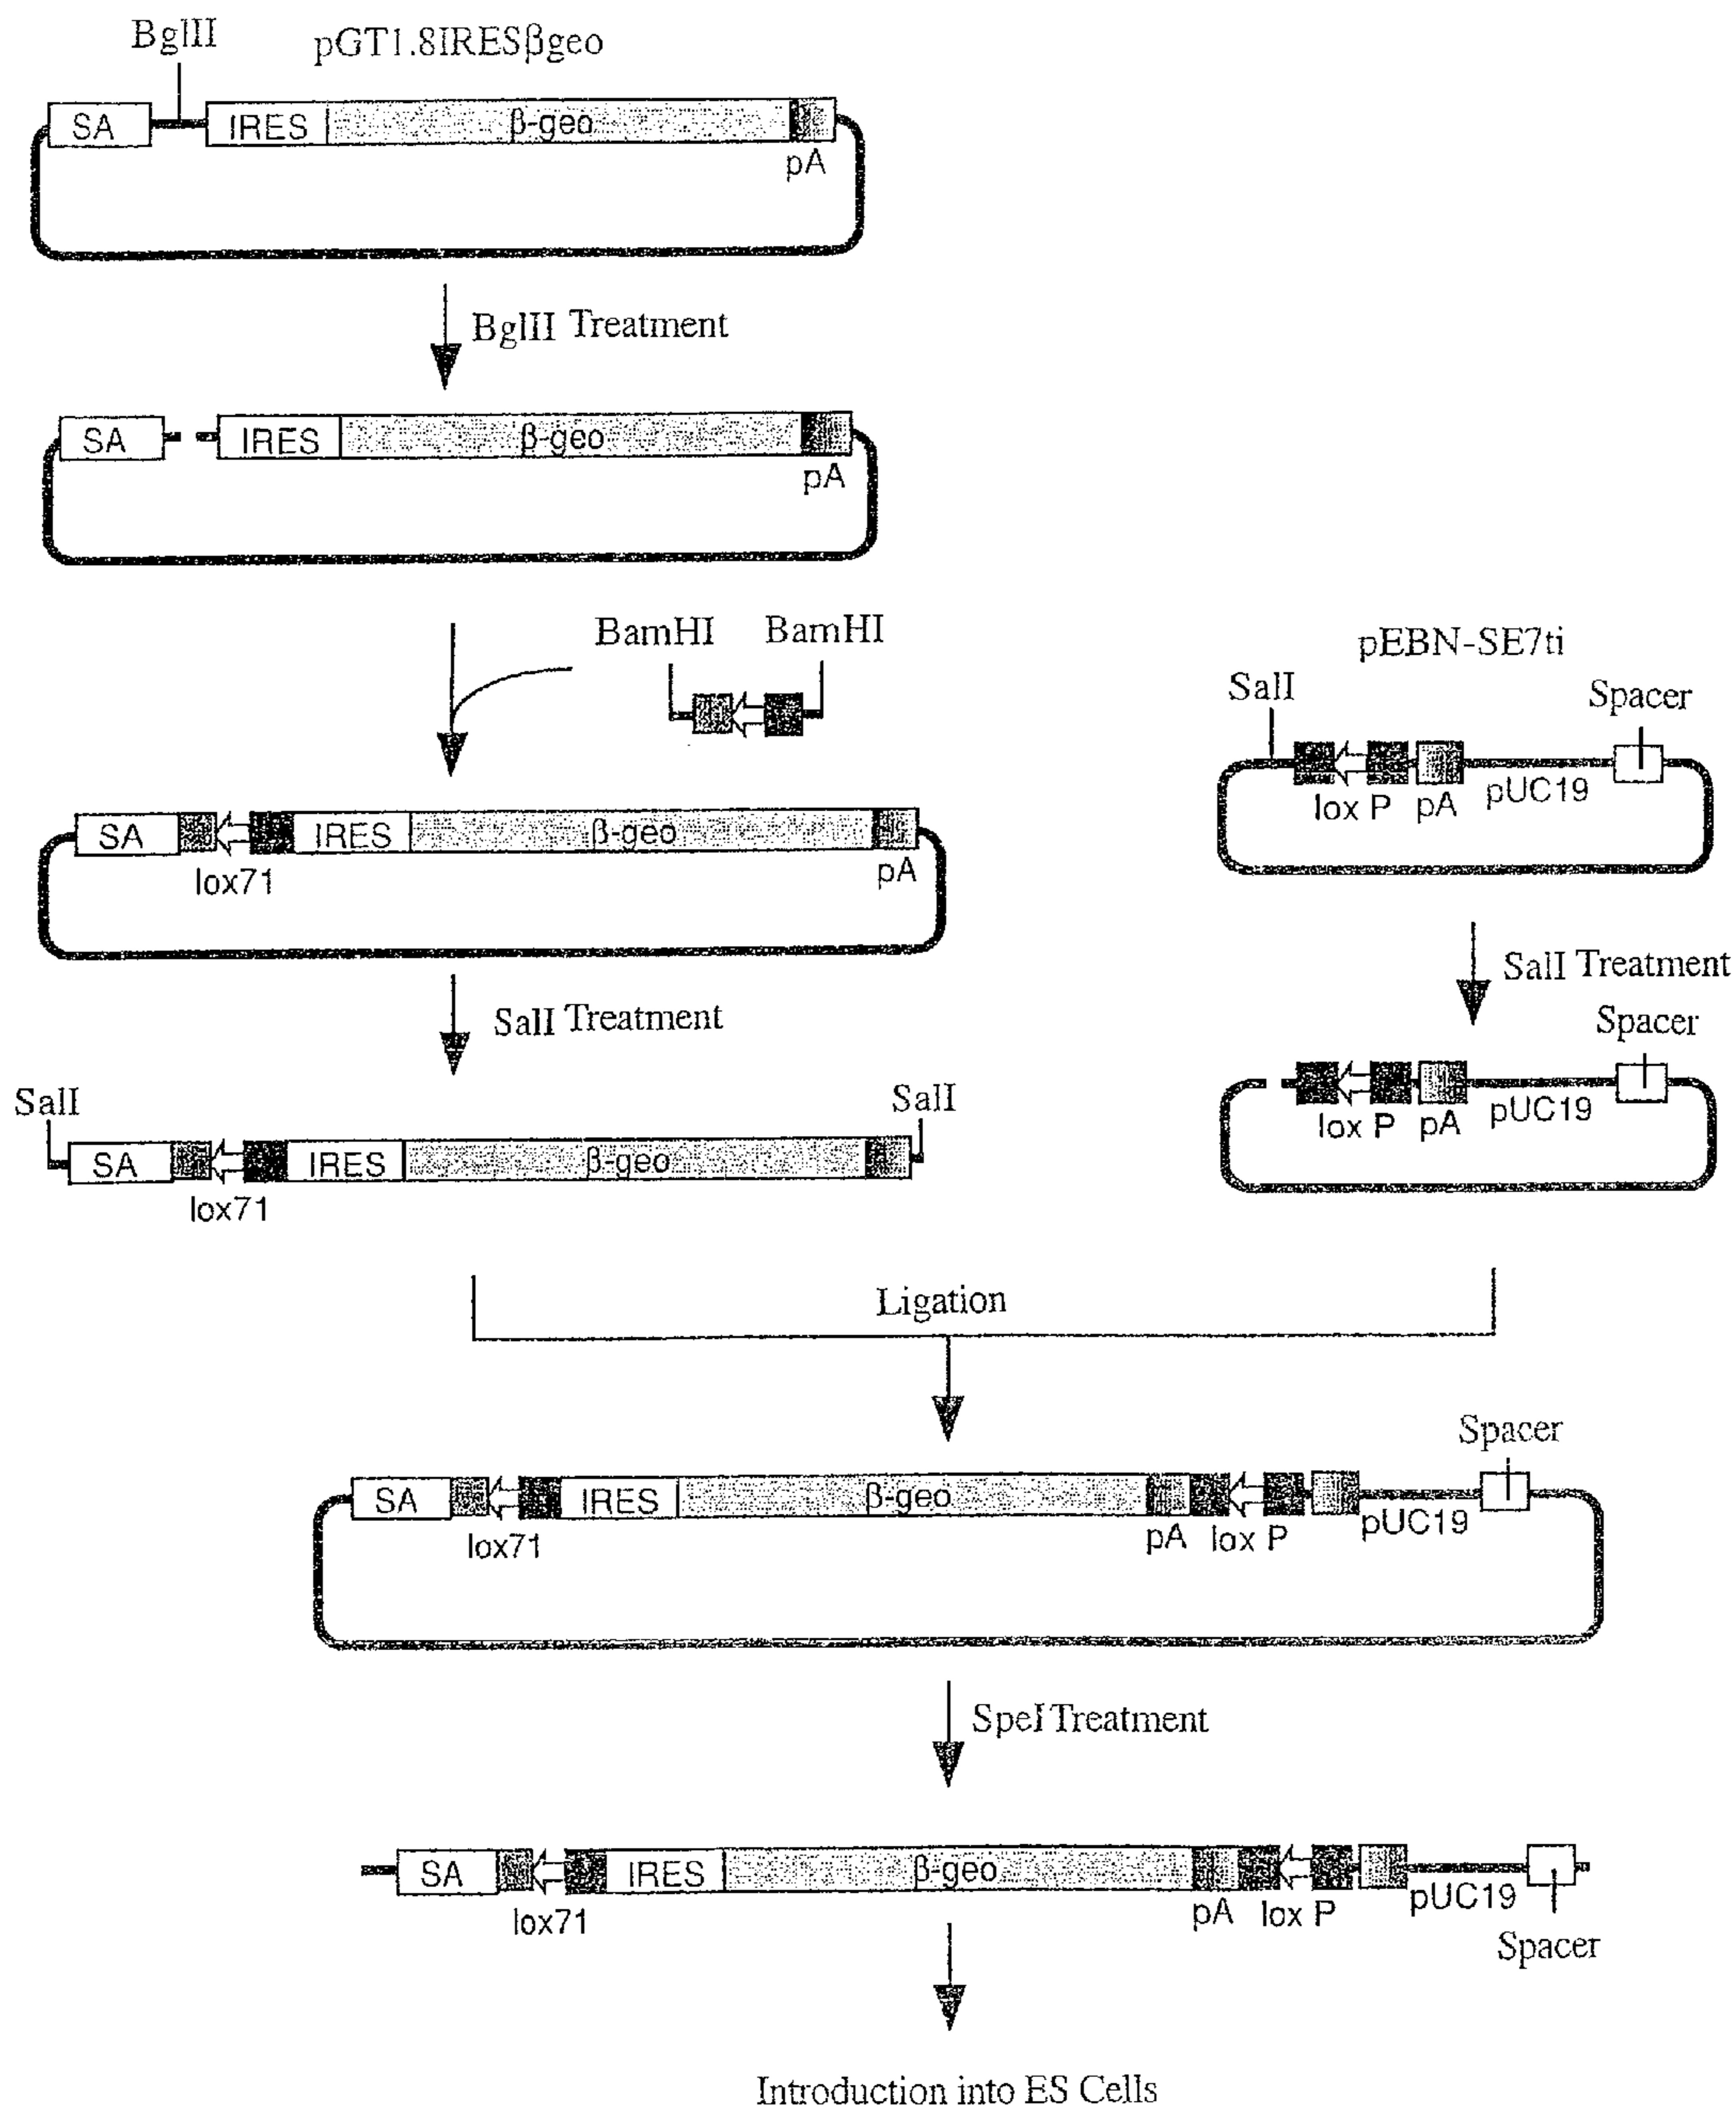 BglII
pGT1.8IRESβgeo
SA
IRES
β-geo
pA
BglII Treatment
SA
IRES
β-geo
pA
BamHI
BamHI
SA
IRES
β-geo
lox71
pA
pEBN-SE7ti
SalI
Spacer
lox P
pA
pUC19
SalI Treatment
SalI Treatment
SalI
SalI
SA
IRES
β-geo
lox71
Spacer
lox P
pA
pUC19
Ligation
Spacer
SA
IRES
β-geo
lox71
pA
lox P
pUC19
SpeI Treatment
SA
IRES
β-geo
lox71
pA
lox P
pUC19
Spacer
Introduction into ES Cells